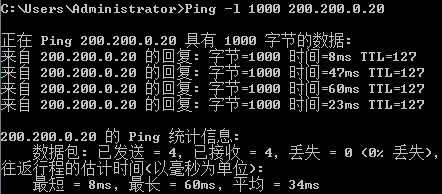 C:\Users\Administrator>Ping -l 1000 200.200.0.20
正在 Ping 200.200.0.20 具有 1000 字节的数据:
来自 200.200.0.20 的回复: 字节=1000 时间=8ms TTL=127
来自 200.200.0.20 的回复: 字节=1000 时间=47ms TTL=127
来自 200.200.0.20 的回复: 字节=1000 时间=60ms TTL=127
来自 200.200.0.20 的回复: 字节=1000 时间=23ms TTL=127
200.200.0.20 的 Ping 统计信息:
数据包: 已发送 = 4, 已接收 = 4, 丢失 = 0 (0% 丢失),
往返行程的估计时间(以毫秒为单位):
最短 = 8ms, 最长 = 60ms, 平均 = 34ms